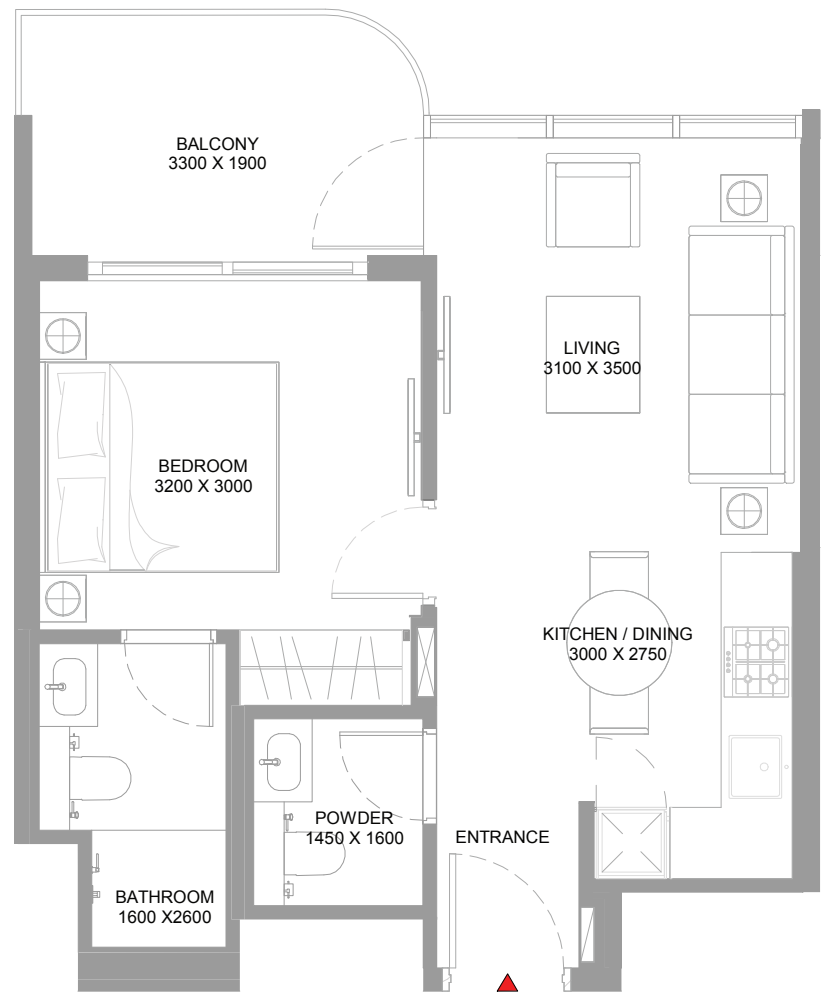 BALCONY
3300 X 1900
LIVING
3100 X 3500
BEDROOM
3200 X 3000
KITCHEN / DINING
3000 X 2750
POWDER
1450 X 1600
ENTRANCE
BATHROOM
1600 X2600